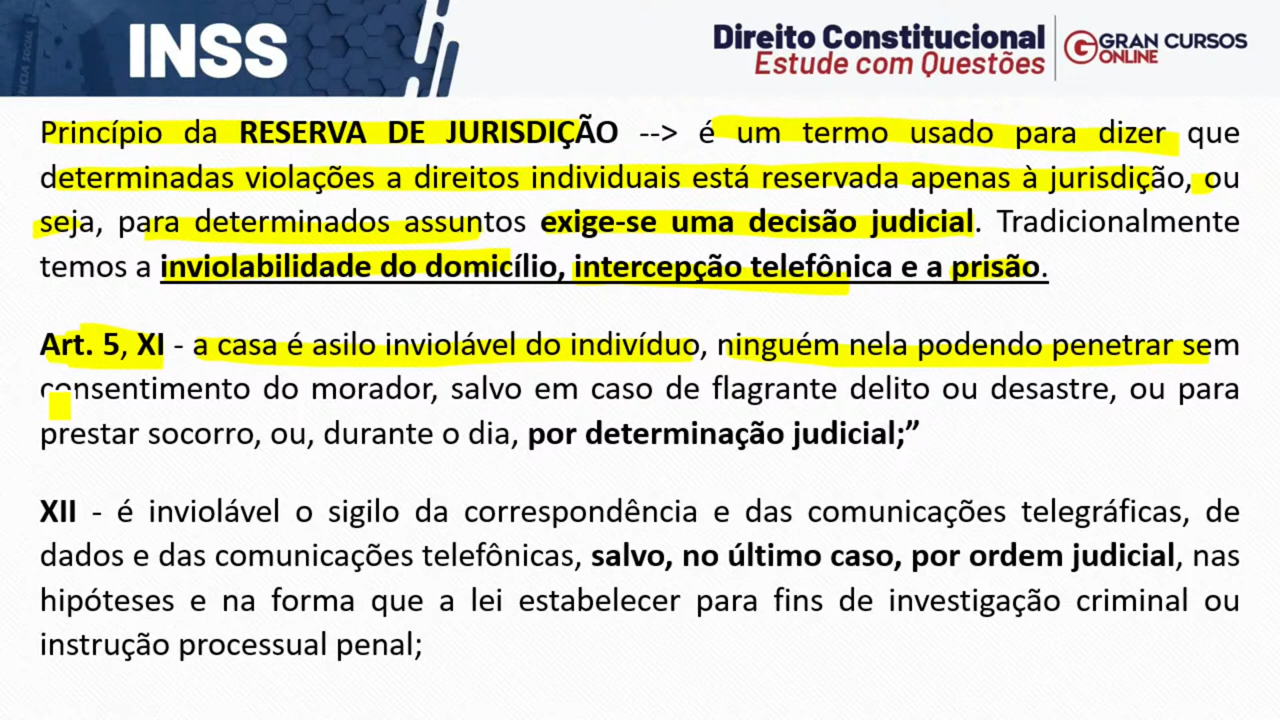 INSS
Direito Constitucional
Estude com Questões
GRAN CURSOS
ONLINE
Princípio da RESERVA DE JURISDIÇÃO --> é um termo usado para dizer que
determinadas violações a direitos individuais está reservada apenas à jurisdição, ou
seja, para determinados assuntos exige-se uma decisão judicial. Tradicionalmente
temos a inviolabilidade do domicílio, intercepção telefônica e a prisão.
Art. 5, XI - a casa é asilo inviolável do indivíduo, ninguém nela podendo penetrar sem
consentimento do morador, salvo em caso de flagrante delito ou desastre, ou para
prestar socorro, ou, durante o dia, por determinação judicial;”
XII - é inviolável o sigilo da correspondência e das comunicações telegráficas, de
dados e das comunicações telefônicas, salvo, no último caso, por ordem judicial, nas
hipóteses e na forma que a lei estabelecer para fins de investigação criminal ou
instrução processual penal;